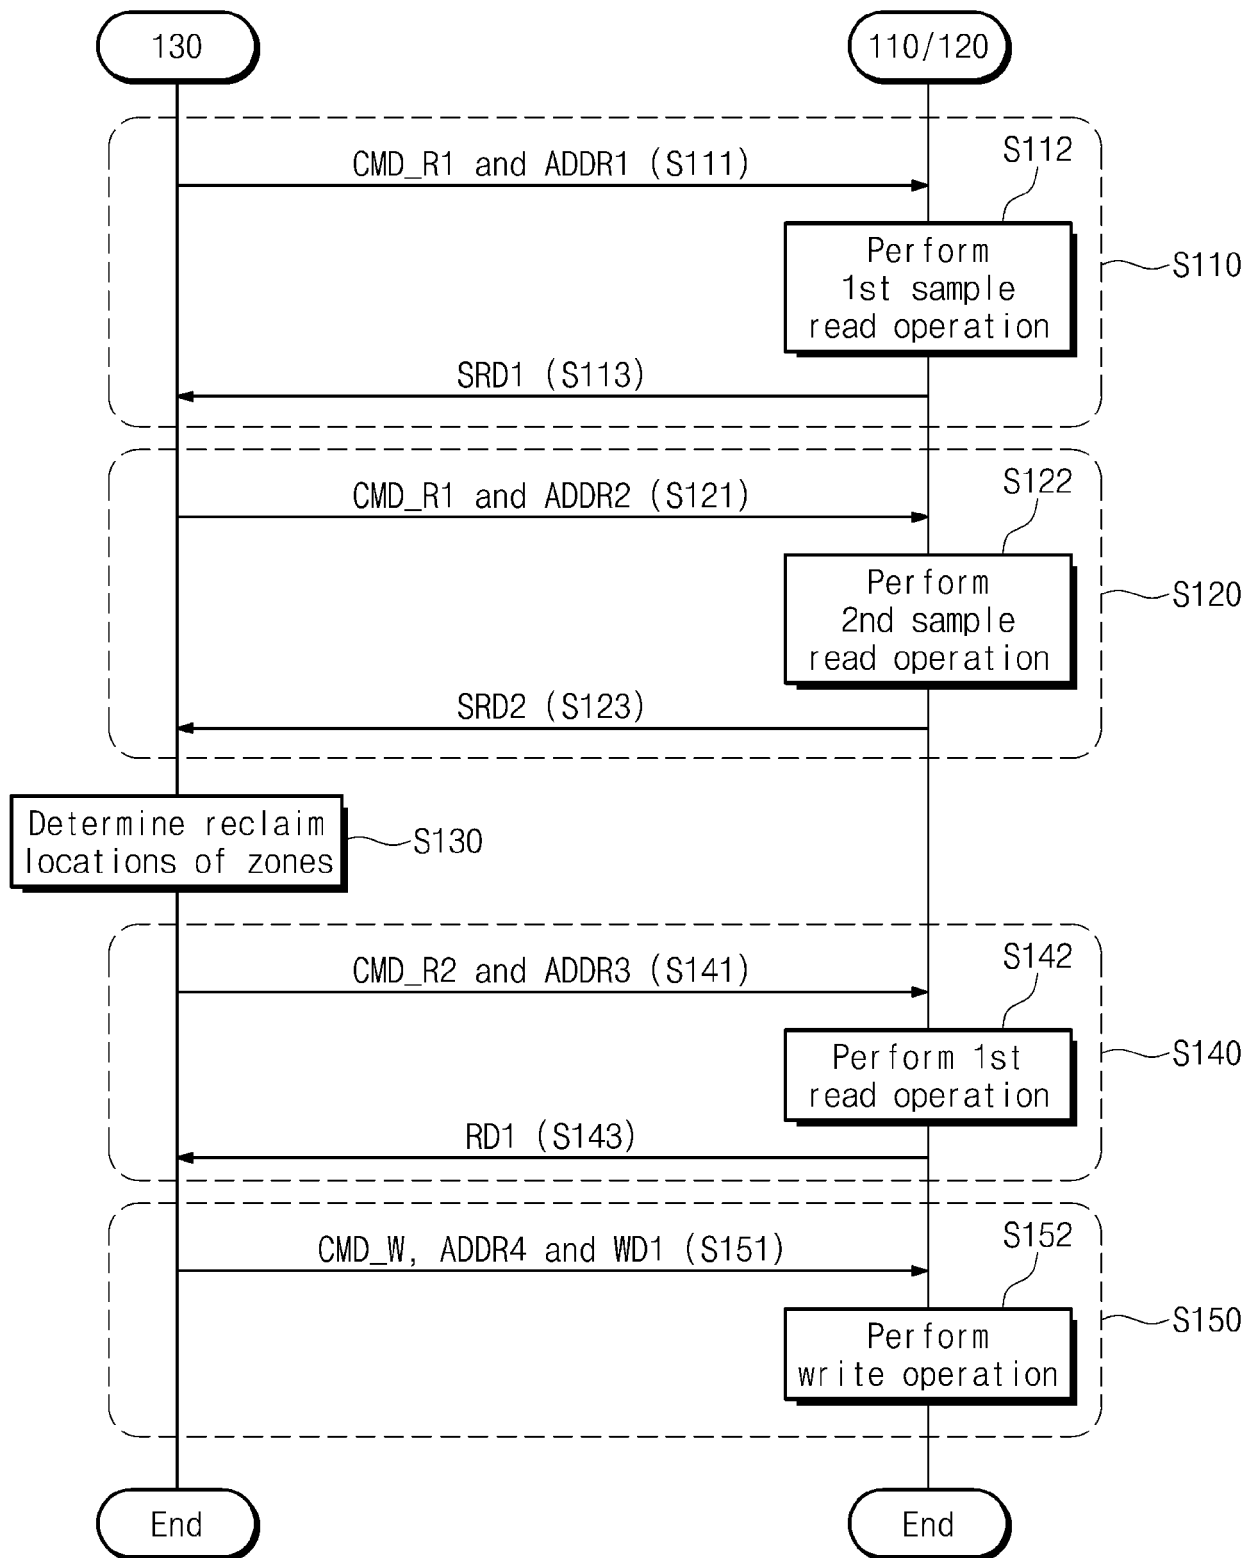 130
110/120
CMD_R1 and ADDR1 (S111)
S112
Perform
1st sample
read operation
S110
SRD1 (S113)
CMD_R1 and ADDR2 (S121)
S122
Perform
2nd sample
read operation
S120
SRD2 (S123)
Determine reclaim
locations of zones
S130
CMD_R2 and ADDR3 (S141)
S142
Perform 1st
read operation
S140
RD1 (S143)
CMD_W, ADDR4 and WD1 (S151)
S152
Perform
write operation
S150
End
End